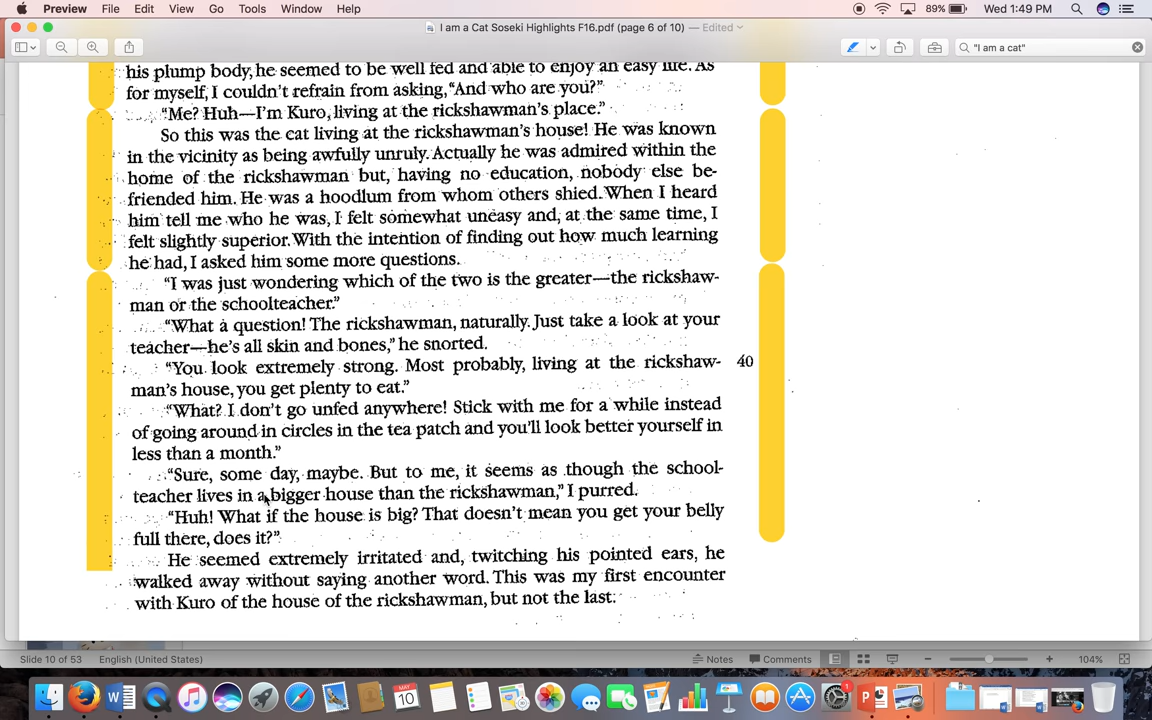 Preview File Edit View Go Tools Window Help 89% Wed 1:49 PM
I am a Cat Soseki Highlights F16.pdf (page 6 of 10) — Edited
"I am a cat"
his plump body, he seemed to be well fed and able to enjoy an easy life. As
for myself, I couldn't refrain from asking, "And who are you?"
"Me? Huh—I'm Kuro, living at the rickshawman's place."
So this was the cat living at the rickshawman's house! He was known
in the vicinity as being awfully unruly. Actually he was admired within the
home of the rickshawman but, having no education, nobody else be-
friended him. He was a hoodlum from whom others shied. When I heard
him tell me who he was, I felt somewhat uneasy and, at the same time, I
felt slightly superior. With the intention of finding out how much learning
he had, I asked him some more questions.
"I was just wondering which of the two is the greater—the rickshaw-
man or the schoolteacher."
"What a question! The rickshawman, naturally. Just take a look at your
teacher—he's all skin and bones," he snorted.
"You look extremely strong. Most probably, living at the rickshaw- 40
man's house, you get plenty to eat."
"What? I don't go unfed anywhere! Stick with me for a while instead
of going around in circles in the tea patch and you'll look better yourself in
less than a month."
"Sure, some day, maybe. But to me, it seems as though the school-
teacher lives in a bigger house than the rickshawman," I purred.
"Huh! What if the house is big? That doesn't mean you get your belly
full there, does it?"
He seemed extremely irritated and, twitching his pointed ears, he
walked away without saying another word. This was my first encounter
with Kuro of the house of the rickshawman, but not the last.
Slide 10 of 53 English (United States) Notes Comments 104%
MAY
10
1